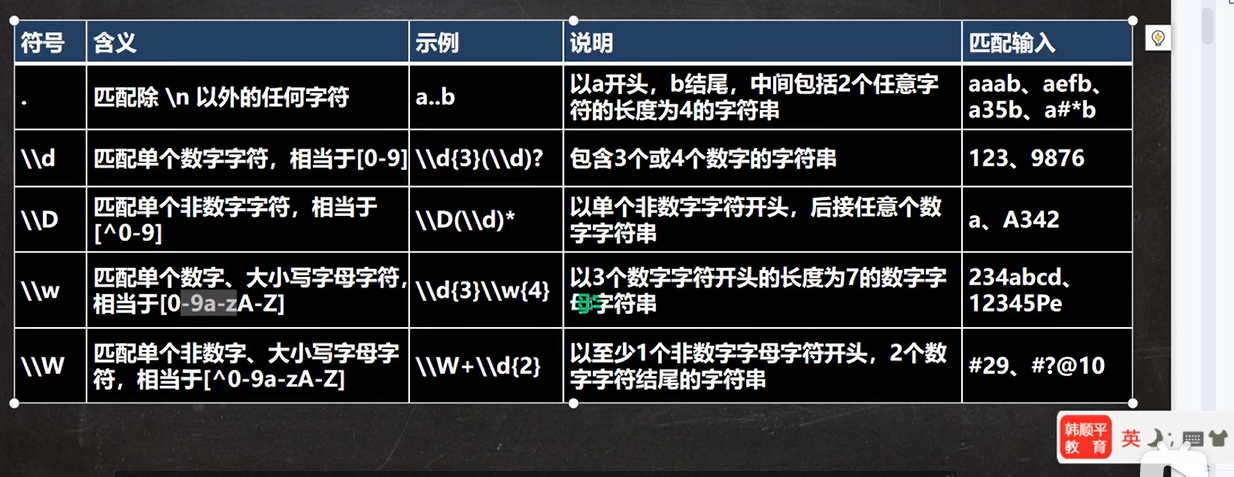 符号 含义 示例 说明 匹配输入
. 匹配除 \n 以外的任何字符 a..b 以a开头，b结尾，中间包括2个任意字 aaab、aefb、
符的长度为4的字符串 a35b、a#*b
\\d 匹配单个数字字符，相当于[0-9] \\d{3}(\\d)? 包含3个或4个数字的字符串 123、9876
\\D 匹配单个非数字字符，相当于 \\D(\\d)* 以单个非数字字符开头，后接任意个数
[^0-9] 字字符串 a、A342
\\w 匹配单个数字、大小写字母字符， \\d{3}\\w{4} 以3个数字字符开头的长度为7的数字字 234abcd、
相当于[0-9a-zA-Z] 母字符串 12345Pe
\\W 匹配单个非数字、大小写字母字 \\W+\\d{2} 以至少1个非数字字母字符开头，2个数 #29、#?@10
符，相当于[^0-9a-zA-Z] 字字符结尾的字符串
韩顺平
教育
英